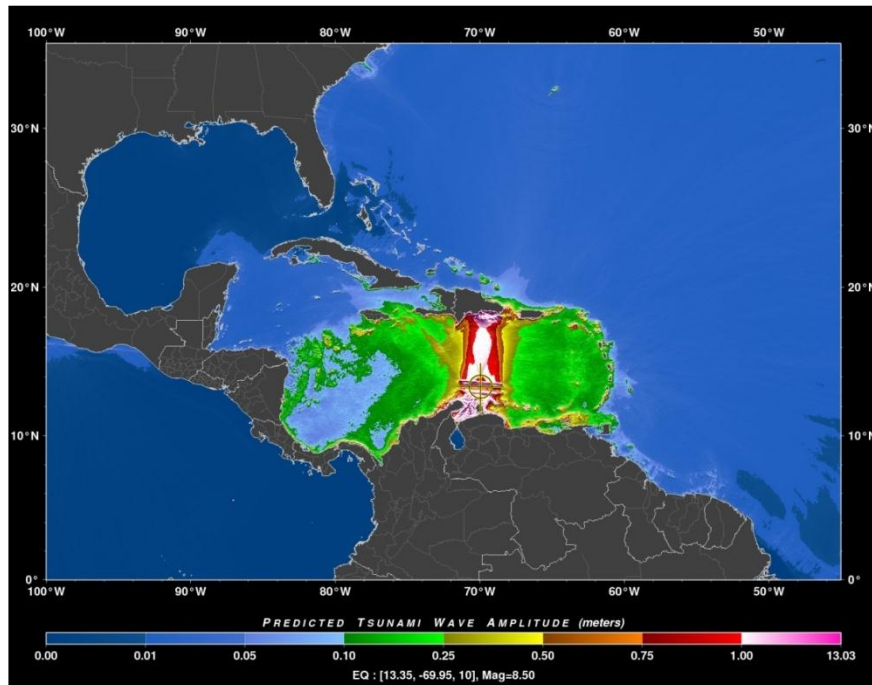 100°W 90°W 80°W 70°W 60°W 50°W
30°N 30°N
20°N 20°N
10°N 10°N
0° 0°
100°W 90°W 80°W 70°W 60°W 50°W
PREDICTED TSUNAMI WAVE AMPLITUDE (meters)
0.00 0.01 0.05 0.10 0.25 0.50 0.75 1.00 13.03
EQ : [13.35, -69.95, 10], Mag=8.50